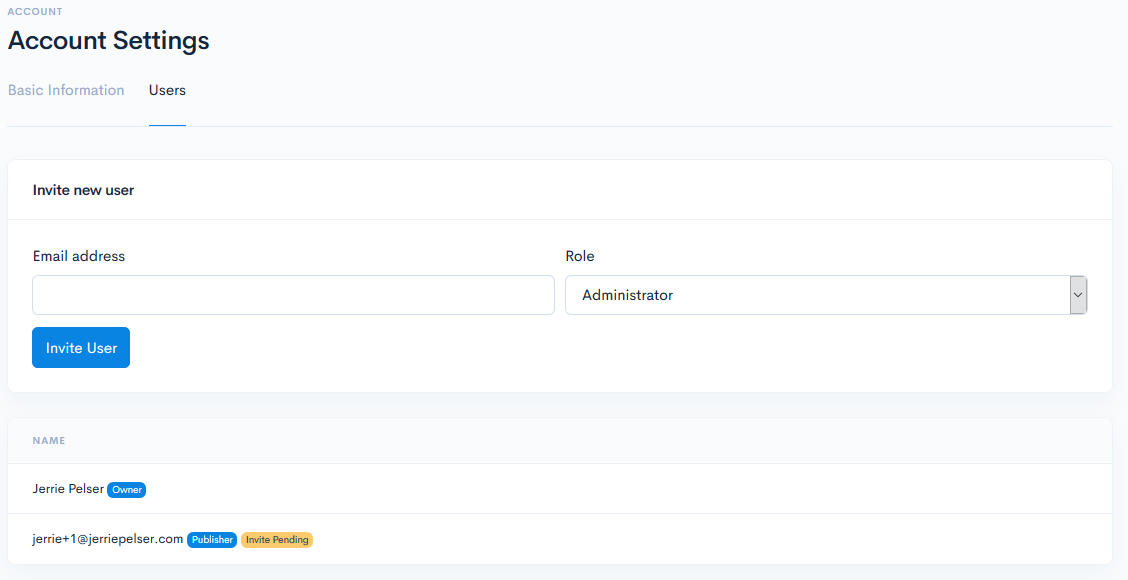 ACCOUNT
Account Settings
Basic Information Users
Invite new user
Email address Role
Administrator
Invite User
NAME
Jerrie Pelser Owner
jerrie+1@jerriepelser.com Publisher Invite Pending